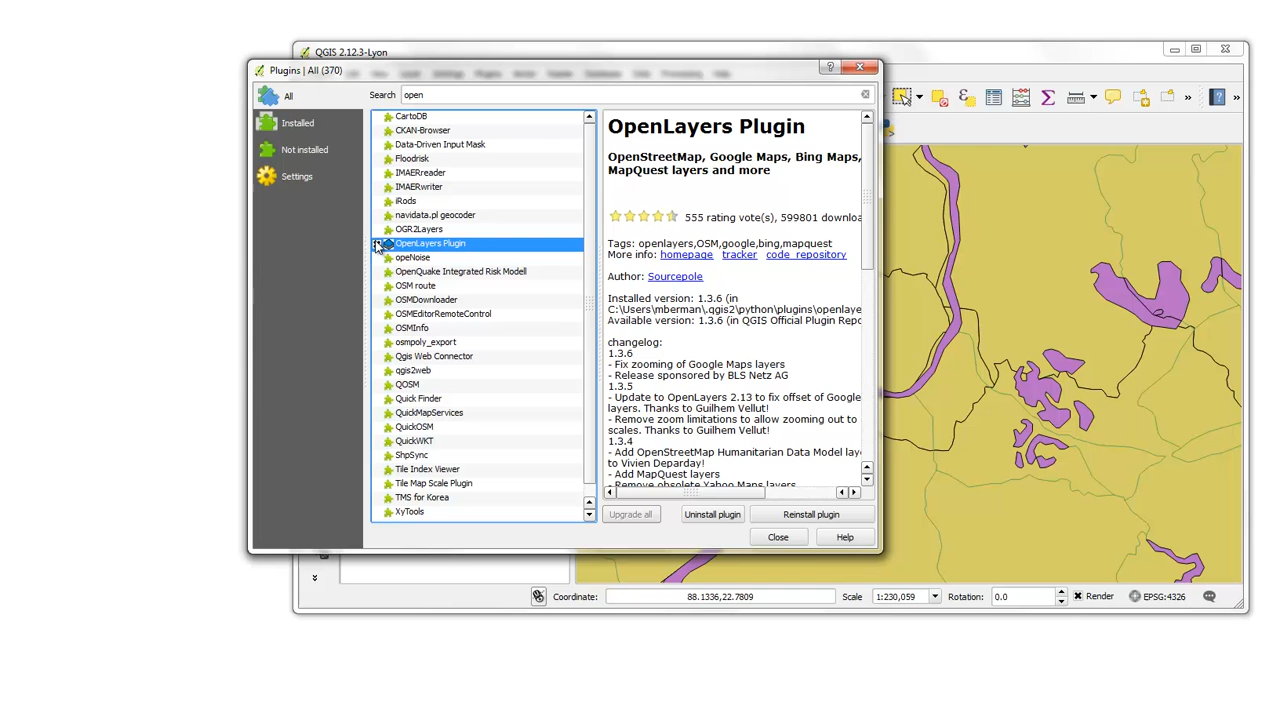 QGIS 2.12.3-Lyon
Plugins | All (370)
?
All
Search
open
Installed
Not installed
Settings
CartoDB
CKAN-Browser
Data-Driven Input Mask
Floodrisk
IMAERreader
IMAERwriter
iRods
navidata.pl geocoder
OGR2Layers
OpenLayers Plugin
opeNoise
OpenQuake Integrated Risk Modell
OSM route
OSMDownloader
OSMEditorRemoteControl
OSMInfo
osmpoly_export
Qgis Web Connector
qgis2web
QOSM
Quick Finder
QuickMapServices
QuickOSM
QuickWKT
ShpSync
Tile Index Viewer
Tile Map Scale Plugin
TMS for Korea
XyTools
OpenLayers Plugin
OpenStreetMap, Google Maps, Bing Maps,
MapQuest layers and more
555 rating vote(s), 599801 downloa
Tags: openlayers,OSM,google,bing,mapquest
More info: homepage tracker code_repository
Author: Sourcepole
Installed version: 1.3.6 (in
C:\Users\mberman\.qgis2\python\plugins\openlaye
Available version: 1.3.6 (in QGIS Official Plugin Repo
changelog:
1.3.6
- Fix zooming of Google Maps layers
- Release sponsored by BLS Netz AG
1.3.5
- Update to OpenLayers 2.13 to fix offset of Google
layers. Thanks to Guilhem Vellut!
- Remove zoom limitations to allow zooming out to
scales. Thanks to Guilhem Vellut!
1.3.4
- Add OpenStreetMap Humanitarian Data Model lay
to Vivien Deparday!
- Add MapQuest layers
- Remove obsolete Yahoo Maps layers
Upgrade all
Uninstall plugin
Reinstall plugin
Close
Help
Coordinate:
88.1336,22.7809
Scale
1:230,059
Rotation:
0.0
Render
EPSG:4326